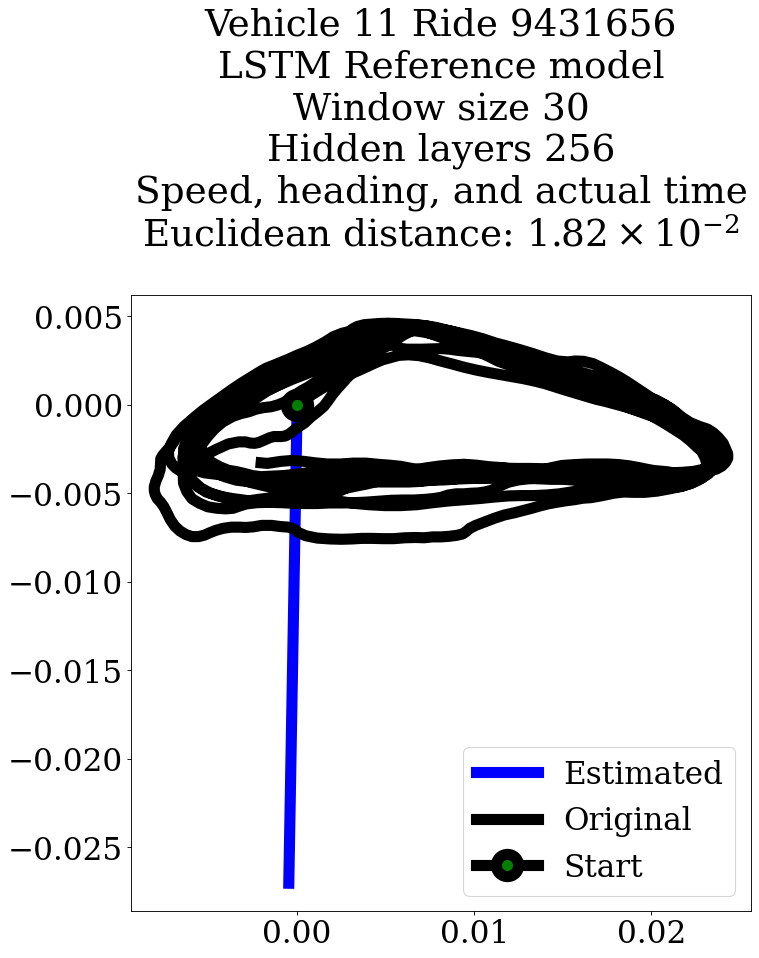 Vehicle 11 Ride 9431656
LSTM Reference model
Window size 30
Hidden layers 256
Speed, heading, and actual time
Euclidean distance: 1.82 × 10⁻²
0.005
0.000
−0.005
−0.010
−0.015
−0.020
−0.025
Estimated
Original
Start
0.00 0.01 0.02